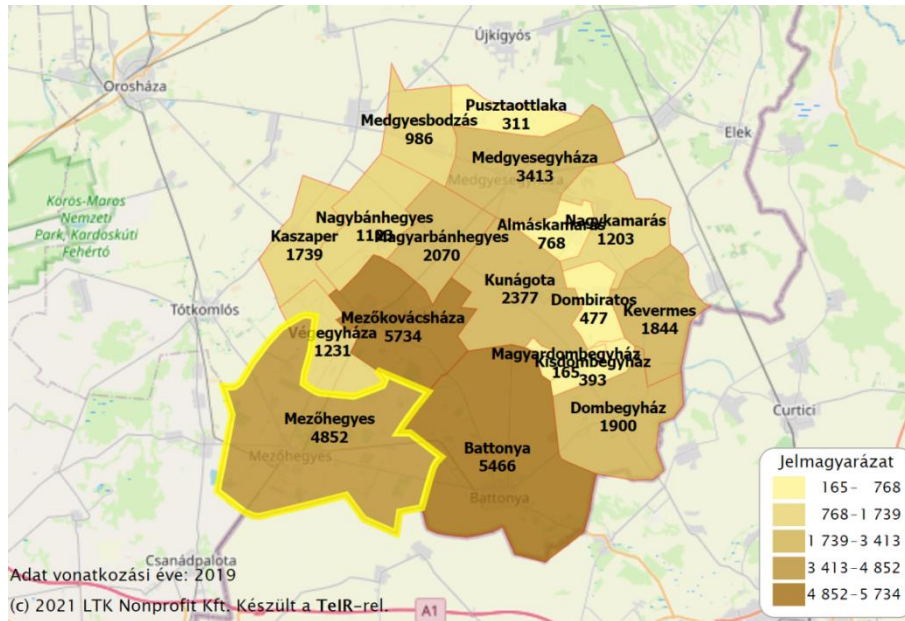 Újkígyós
Orosháza
Pusztaottlaka
311
Medgyesbodzás
986
Elek
Medgyesegyháza
3413
Körös-Maros
Nemzeti
Park, Kardoskúti
Fehértó
Nagybánhegyes
Almáskamarás
768
Nagykamarás
1203
Kaszaper
1739
Magyarbánhegyes
2070
Kunágota
2377
Tótkomlós
Dombiratos
477
Kevermes
1844
Mezőkovácsháza
5734
Végegyháza
1231
Magyardombegyház
165
Kisdombegyház
393
Mezőhegyes
4852
Mezőhegyes
Dombegyház
1900
Curtici
Battonya
5466
Battonya
Csanádpalota
A1
Jelmagyarázat
165– 768
768–1 739
1 739–3 413
3 413–4 852
4 852–5 734
Adat vonatkozási éve: 2019
(c) 2021 LTK Nonprofit Kft. Készült a TeIR-rel.